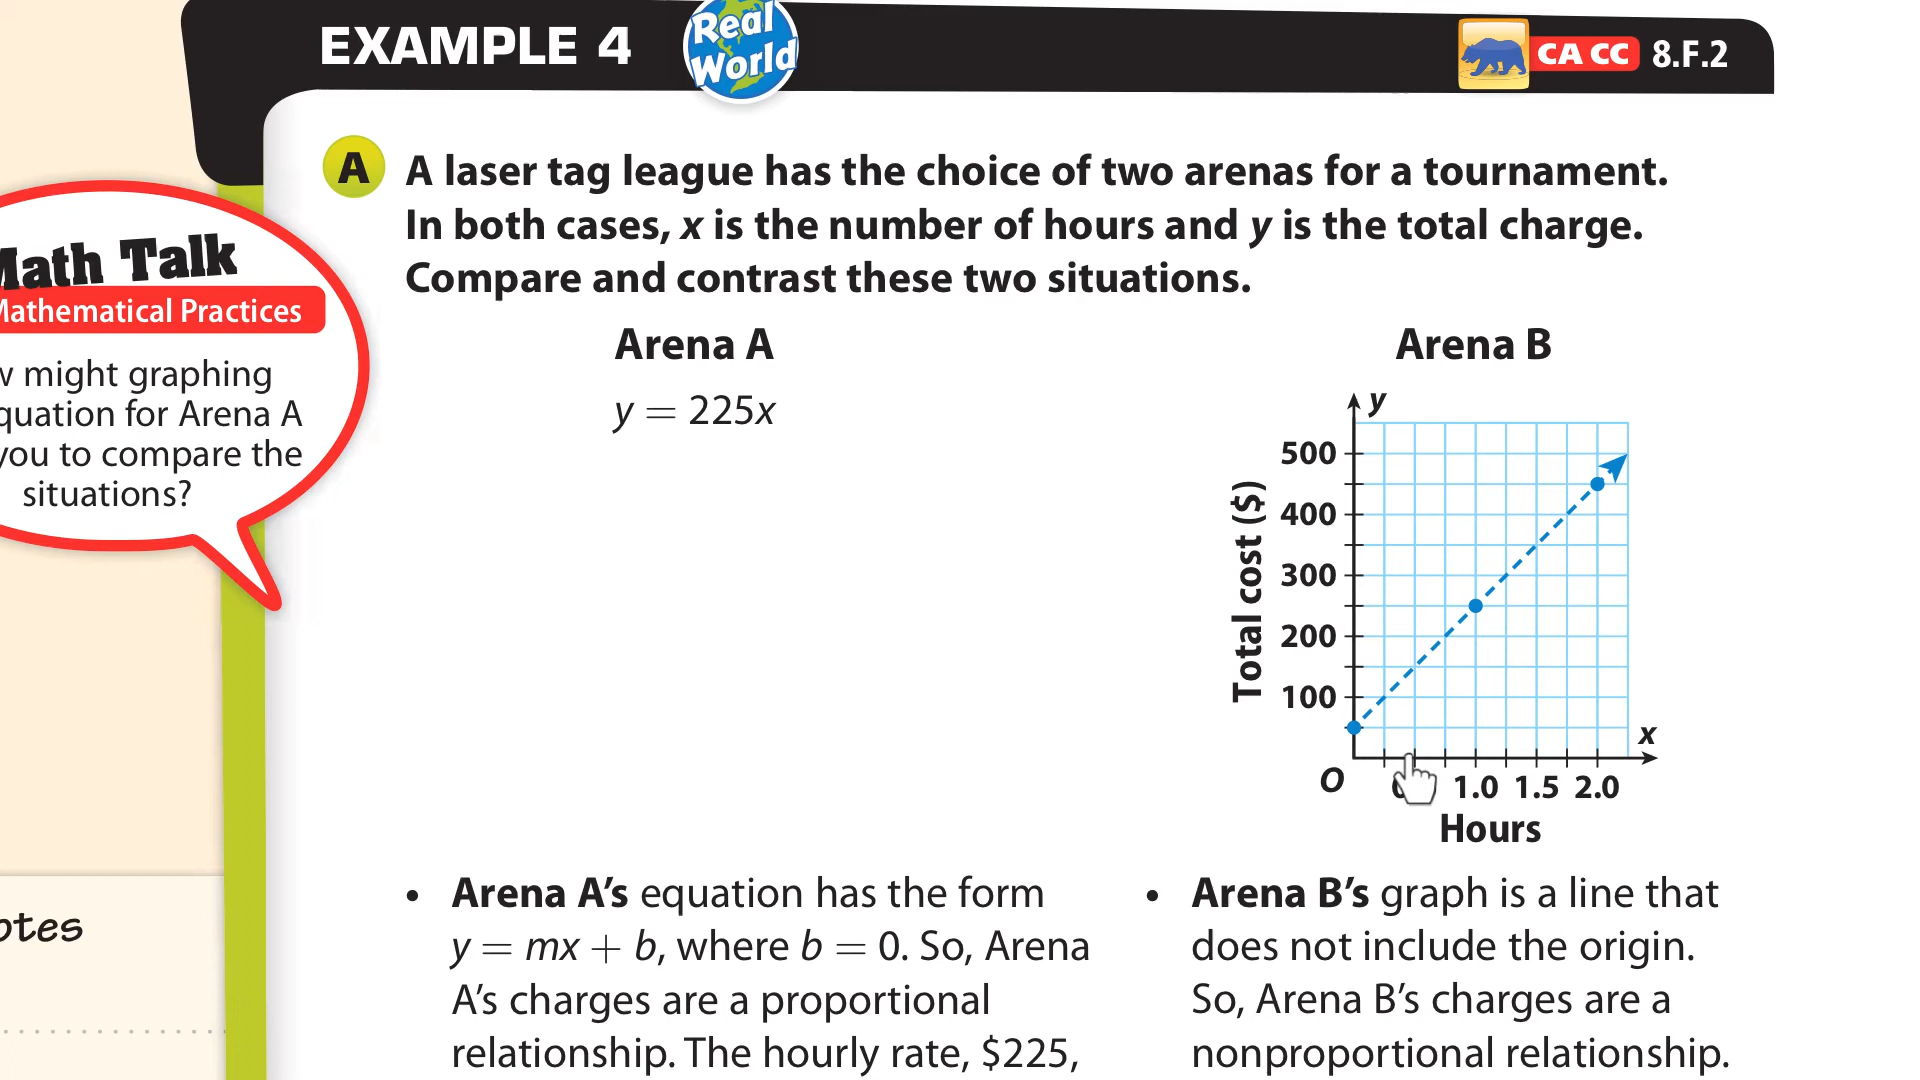 EXAMPLE 4
Real World
CA CC 8.F.2
A
A laser tag league has the choice of two arenas for a tournament.
In both cases, x is the number of hours and y is the total charge.
Compare and contrast these two situations.
Math Talk
Mathematical Practices
might graphing
for Arena A
you to compare the
situations?
Arena A
y = 225x
Arena B
y
500
400
300
200
100
Total cost ($)
x
O
1.0 1.5 2.0
Hours
• Arena A's equation has the form
y = mx + b, where b = 0. So, Arena
A's charges are a proportional
relationship. The hourly rate, $225,
• Arena B's graph is a line that
does not include the origin.
So, Arena B's charges are a
nonproportional relationship.